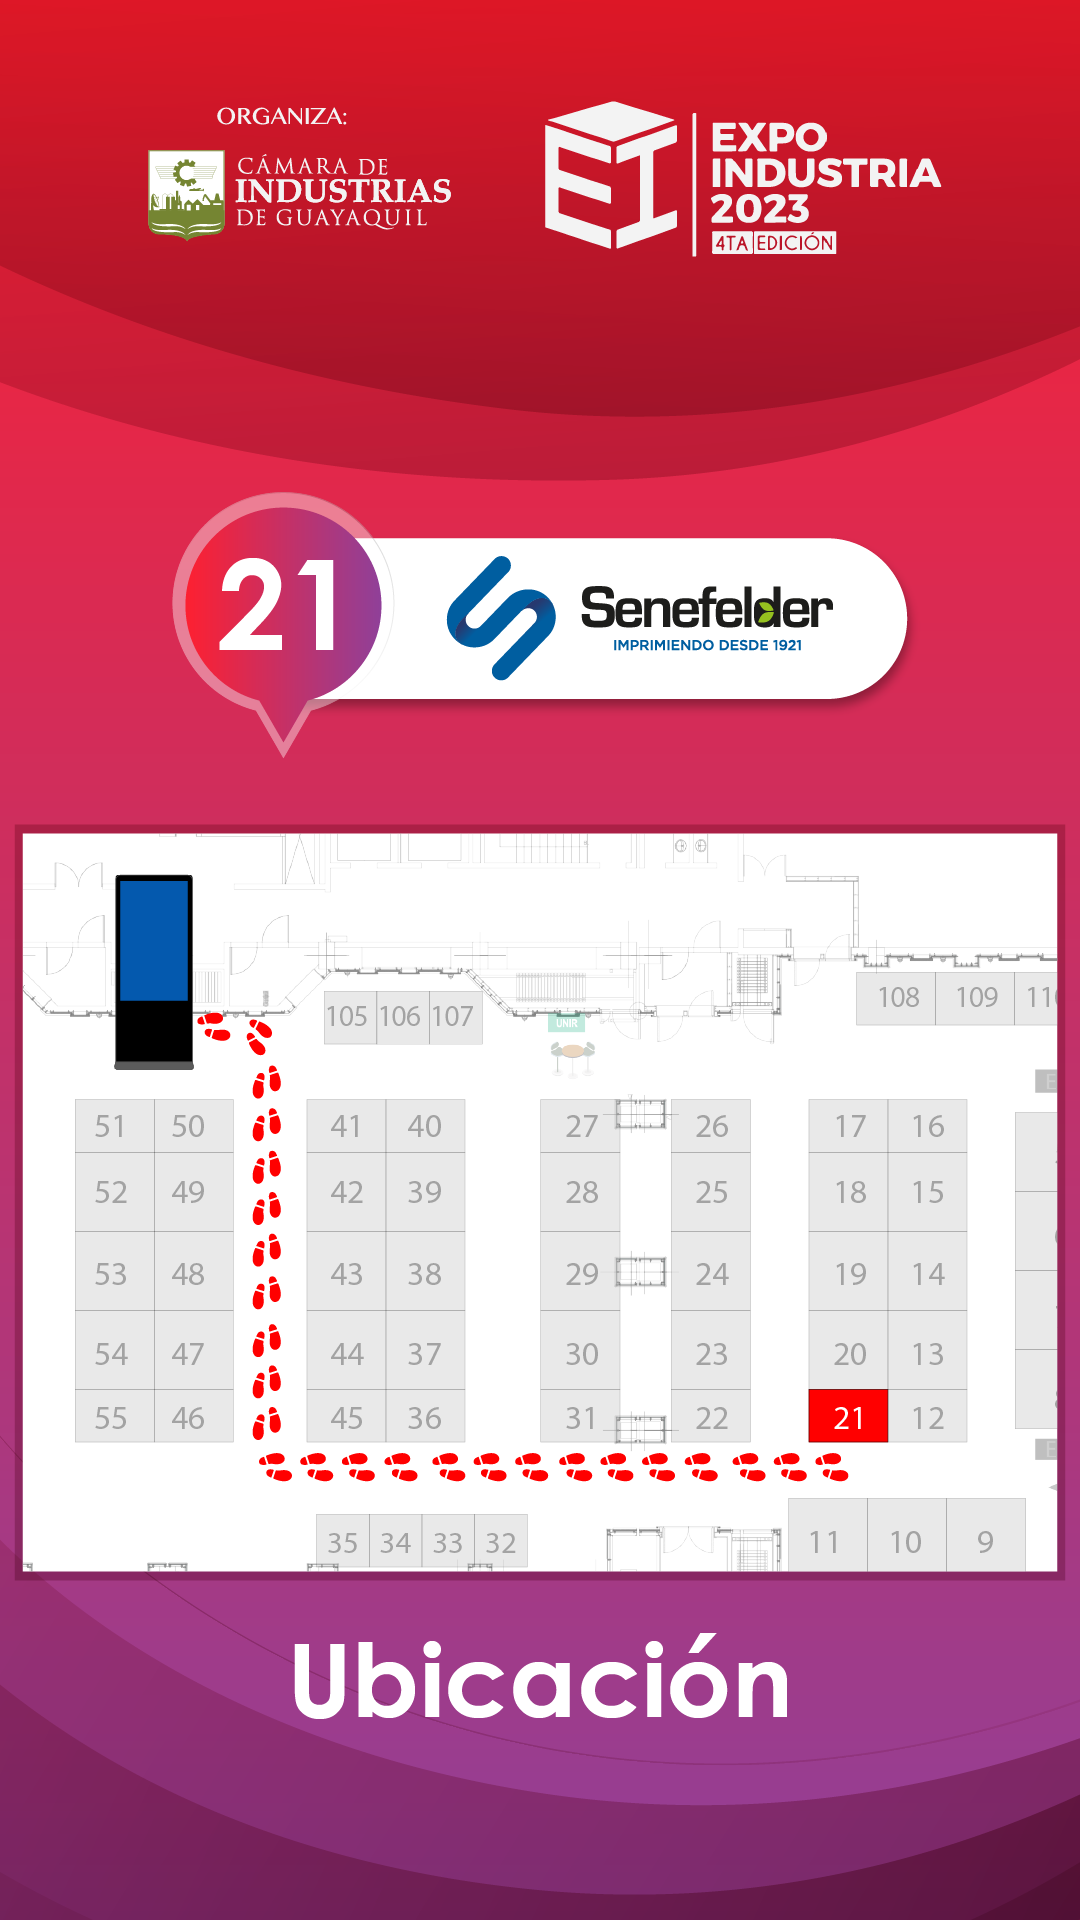 ORGANIZA:
CÁMARA DE
INDUSTRIAS
DE GUAYAQUIL
EXPO
INDUSTRIA
2023
4TA EDICIÓN
21
Senefelder
IMPRIMIENDO DESDE 1921
105 106 107
108 109
UNIR
51 50 41 40 27 26 17 16
52 49 42 39 28 25 18 15
53 48 43 38 29 24 19 14
54 47 44 37 30 23 20 13
55 46 45 36 31 22 21 12
35 34 33 32
11 10 9
Ubicación